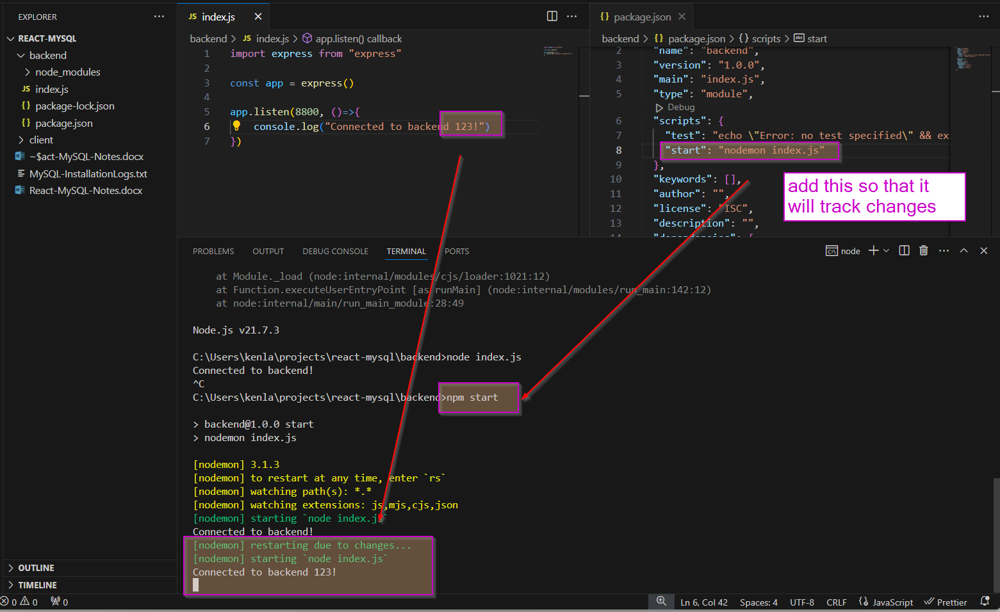 EXPLORER
REACT-MYSQL
backend
node_modules
JS index.js
{} package-lock.json
{} package.json
client
~$act-MySQL-Notes.docx
MySQL-InstallationLogs.txt
React-MySQL-Notes.docx
OUTLINE
TIMELINE
JS index.js
backend > JS index.js > app.listen() callback
1 import express from "express"
2
3 const app = express()
4
5 app.listen(8800, ()=>{
6 console.log("Connected to backend 123!")
7 })
{} package.json
backend > {} package.json > {} scripts > abc start
2 "name": "backend",
3 "version": "1.0.0",
4 "main": "index.js",
5 "type": "module",
Debug
6 "scripts": {
7 "test": "echo \"Error: no test specified\" && ex
8 "start": "nodemon index.js"
9 },
10 "keywords": [],
11 "author": "",
12 "license": "ISC",
13 "description": "",
14 "dependencies": {
add this so that it
will track changes
PROBLEMS OUTPUT DEBUG CONSOLE TERMINAL PORTS
node
at Module._load (node:internal/modules/cjs/loader:1021:12)
at Function.executeUserEntryPoint [as runMain] (node:internal/modules/run_main:142:12)
at node:internal/main/run_main_module:28:49
Node.js v21.7.3
C:\Users\kenla\projects\react-mysql\backend>node index.js
Connected to backend!
^C
C:\Users\kenla\projects\react-mysql\backend>npm start
> backend@1.0.0 start
> nodemon index.js
[nodemon] 3.1.3
[nodemon] to restart at any time, enter `rs`
[nodemon] watching path(s): *.*
[nodemon] watching extensions: js,mjs,cjs,json
[nodemon] starting `node index.js`
Connected to backend!
[nodemon] restarting due to changes...
[nodemon] starting `node index.js`
Connected to backend 123!
0 0 0
Ln 6, Col 42 Spaces: 4 UTF-8 CRLF {} JavaScript Prettier